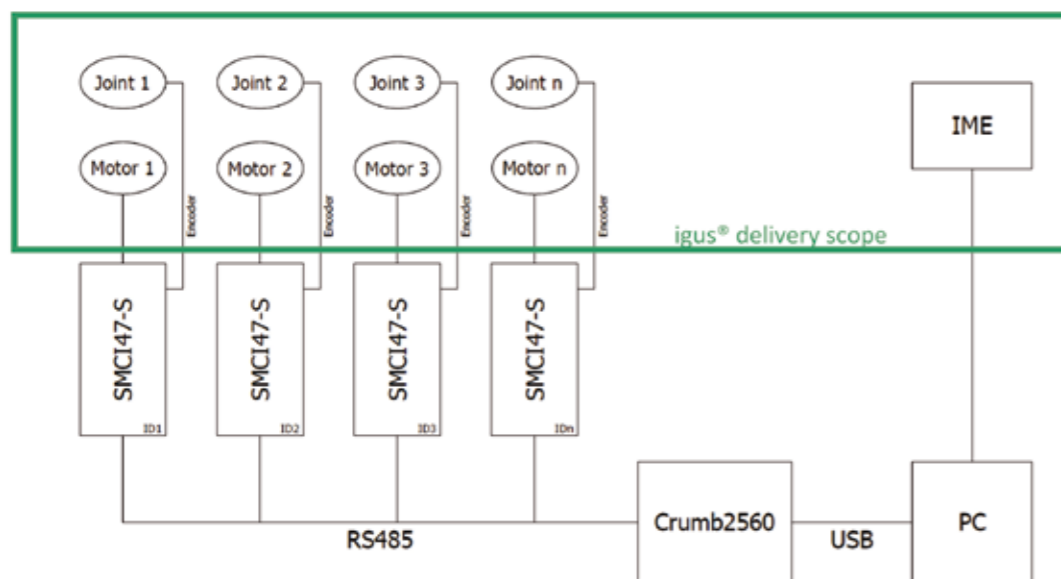 Joint 1
Joint 2
Joint 3
Joint n
IME
Motor 1
Motor 2
Motor 3
Motor n
Encoder
Encoder
Encoder
Encoder
igus® delivery scope
SMCI47-S
SMCI47-S
SMCI47-S
SMCI47-S
ID1
ID2
ID3
IDn
Crumb2560
PC
RS485
USB